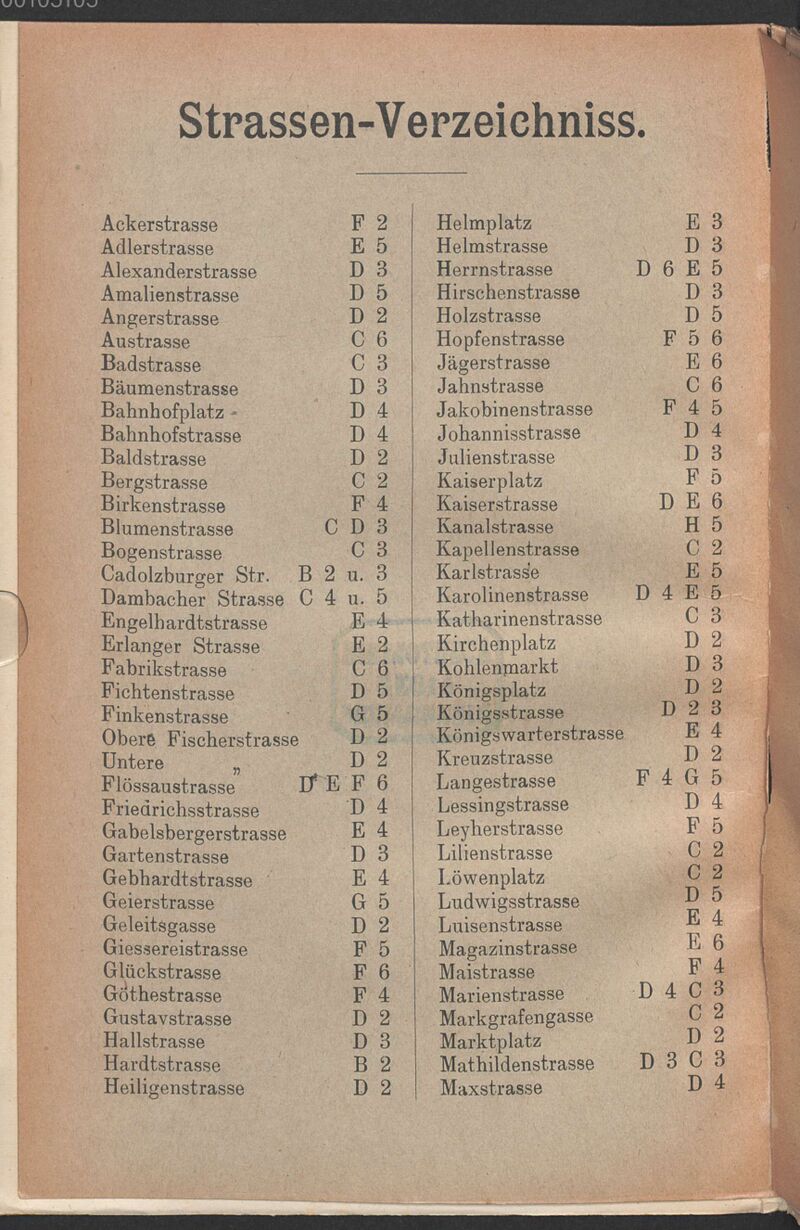 Strassen-Verzeichniss.
Ackerstrasse F 2
Adlerstrasse E 5
Alexanderstrasse D 3
Amalienstrasse D 5
Angerstrasse D 2
Austrasse C 6
Badstrasse C 3
Bäumenstrasse D 3
Bahnhofplatz D 4
Bahnhofstrasse D 4
Baldstrasse D 2
Bergstrasse C 2
Birkenstrasse F 4
Blumenstrasse C D 3
Bogenstrasse C 3
Cadolzburger Str. B 2 u. 3
Dambacher Strasse C 4 u. 5
Engelhardtstrasse E 4
Erlanger Strasse E 2
Fabrikstrasse C 6
Fichtenstrasse D 5
Finkenstrasse G 5
Obere Fischerstrasse D 2
Untere „ D 2
Flössaustrasse D E F 6
Friedrichsstrasse D 4
Gabelsbergerstrasse E 4
Gartenstrasse D 3
Gebhardtstrasse E 4
Geierstrasse G 5
Geleitsgasse D 2
Giessereistrasse F 5
Glückstrasse F 6
Göthestrasse F 4
Gustavstrasse D 2
Hallstrasse D 3
Hardtstrasse B 2
Heiligenstrasse D 2
Helmplatz E 3
Helmstrasse D 3
Herrnstrasse D 6 E 5
Hirschenstrasse D 3
Holzstrasse D 5
Hopfenstrasse F 5 6
Jägerstrasse E 6
Jahnstrasse C 6
Jakobinenstrasse F 4 5
Johannisstrasse D 4
Julienstrasse D 3
Kaiserplatz F 5
Kaiserstrasse D E 6
Kanalstrasse H 5
Kapellenstrasse C 2
Karlstrasse E 5
Karolinenstrasse D 4 E 5
Katharinenstrasse C 3
Kirchenplatz D 2
Kohlenmarkt D 3
Königsplatz D 2
Königsstrasse D 2 3
Königswarterstrasse E 4
Kreuzstrasse D 2
Langestrasse F 4 G 5
Lessingstrasse D 4
Leyherstrasse F 5
Lilienstrasse C 2
Löwenplatz C 2
Ludwigsstrasse D 5
Luisenstrasse E 4
Magazinstrasse E 6
Maistrasse F 4
Marienstrasse D 4 C 3
Markgrafengasse C 2
Marktplatz D 2
Mathildenstrasse D 3 C 3
Maxstrasse D 4